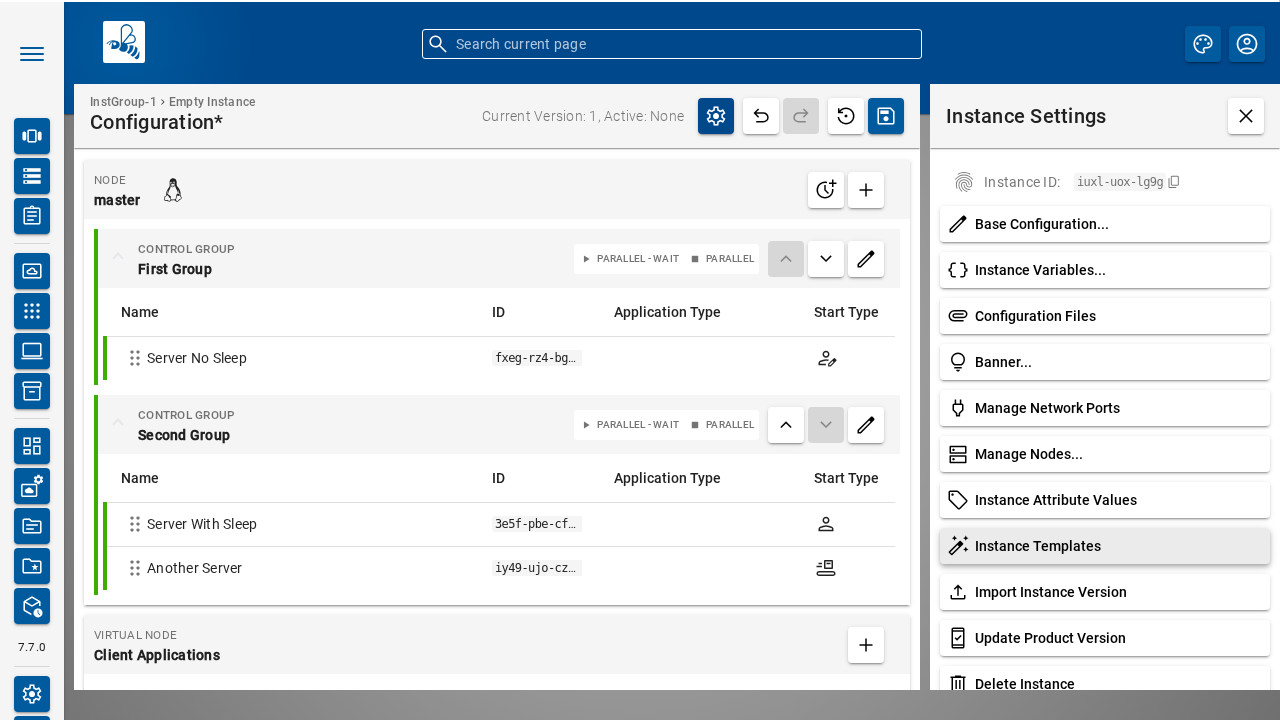 Search current page
InstGroup-1 › Empty Instance
Configuration*
Current Version: 1, Active: None
NODE
master
CONTROL GROUP
First Group
PARALLEL-WAIT PARALLEL
Name ID Application Type Start Type
Server No Sleep fxeg-rz4-bg…
CONTROL GROUP
Second Group
PARALLEL-WAIT PARALLEL
Name ID Application Type Start Type
Server With Sleep 3e5f-pbe-cf…
Another Server iy49-ujo-cz…
VIRTUAL NODE
Client Applications
7.7.0
Instance Settings
Instance ID: iuxl-uox-lg9g
Base Configuration...
Instance Variables...
Configuration Files
Banner...
Manage Network Ports
Manage Nodes...
Instance Attribute Values
Instance Templates
Import Instance Version
Update Product Version
Delete Instance